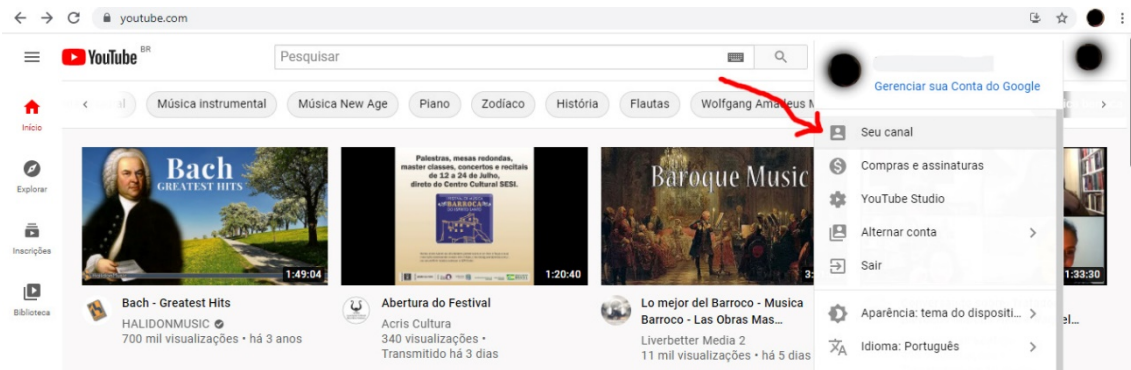 youtube.com
YouTube BR
Pesquisar
Gerenciar sua Conta do Google
Música instrumental
Música New Age
Piano
Zodíaco
História
Flautas
Wolfgang Amadeus M
Início
Explorar
Inscrições
Biblioteca
Seu canal
Compras e assinaturas
YouTube Studio
Alternar conta
Sair
Aparência: tema do dispositi...
Idioma: Português
Bach
GREATEST HITS
1:49:04
Bach - Greatest Hits
HALIDONMUSIC
700 mil visualizações • há 3 anos
Palestras, mesas redondas,
master classes, concertos e recitais
de 12 a 24 de Julho,
direto do Centro Cultural SESI.
BARROCA
1:20:40
Abertura do Festival
Acris Cultura
340 visualizações •
Transmitido há 3 dias
Baroque Music
3:
Lo mejor del Barroco - Musica
Barroco - Las Obras Mas...
Liverbetter Media 2
11 mil visualizações • há 5 dias
1:33:30
el...